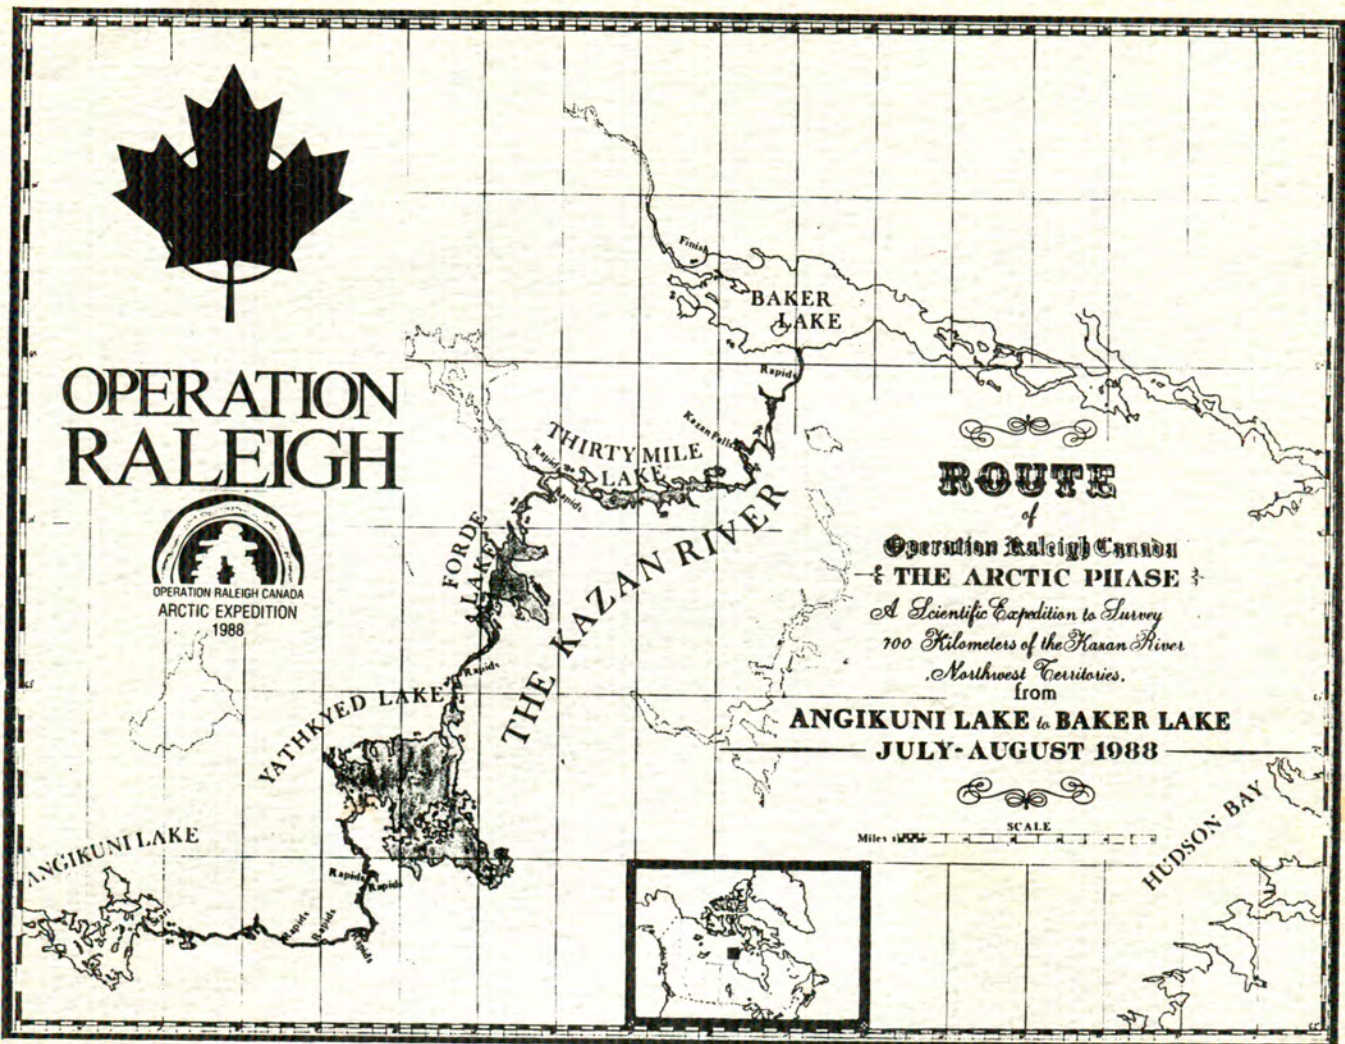 OPERATION
RALEIGH
OPERATION RALEIGH CANADA
ARCTIC EXPEDITION
1988
Finish
BAKER
LAKE
Rapids
Kazan Falls
THIRTY MILE
LAKE
Rapids
Rapids
FORDE
LAKE
THE KAZAN RIVER
Rapids
YATHKYED LAKE
ANGIKUNI LAKE
Rapids
Rapids
Rapids
Rapids
Rapids
ROUTE
of
Operation Raleigh Canada
THE ARCTIC PHASE
A Scientific Expedition to Survey
700 Kilometers of the Kazan River
Northwest Territories,
from
ANGIKUNI LAKE to BAKER LAKE
JULY-AUGUST 1988
SCALE
Miles
HUDSON BAY